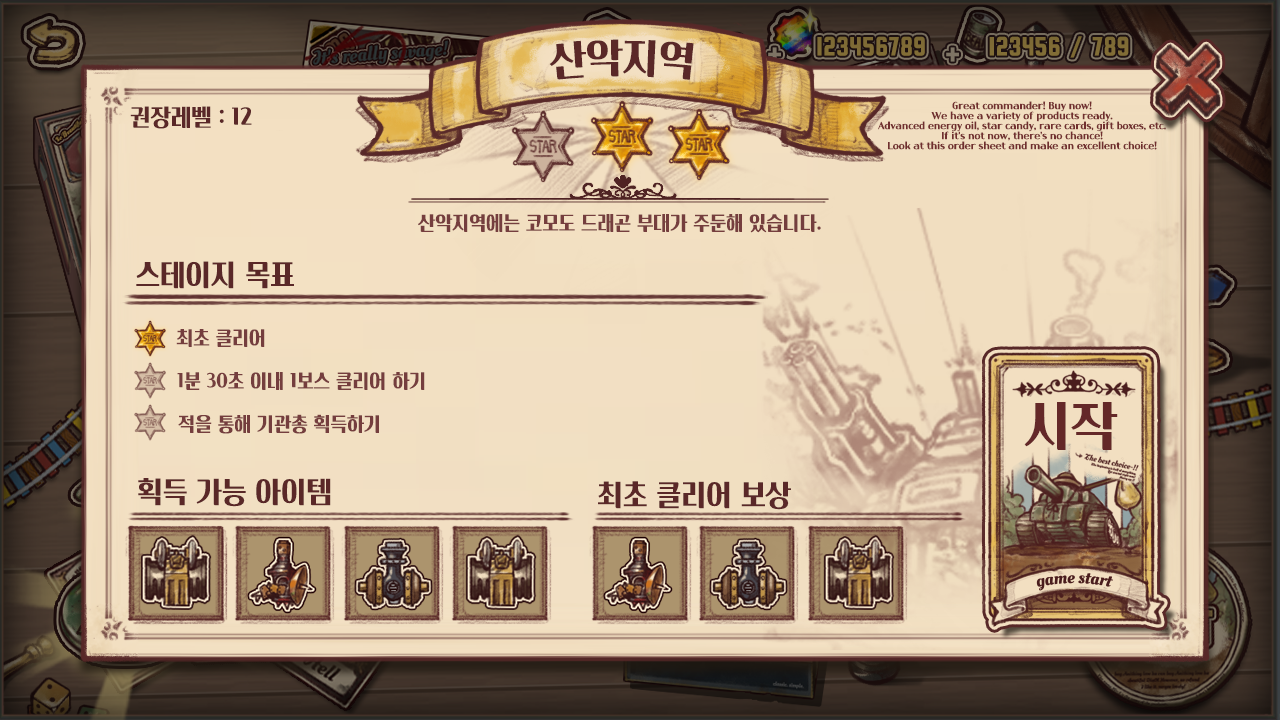 It's really savage!
123456789
123456 / 789
산악지역
권장레벨 : 12
STAR
STAR
STAR
Great commander! Buy now!
We have a variety of products ready.
Advanced energy oil, star candy, rare cards, gift boxes, etc.
If it's not now, there's no chance!
Look at this order sheet and make an excellent choice!
산악지역에는 코모도 드래곤 부대가 주둔해 있습니다.
스테이지 목표
STAR
최초 클리어
STAR
1분 30초 이내 1보스 클리어 하기
STAR
적을 통해 기관총 획득하기
시작
The best choice-!!
획득 가능 아이템
최초 클리어 보상
game start